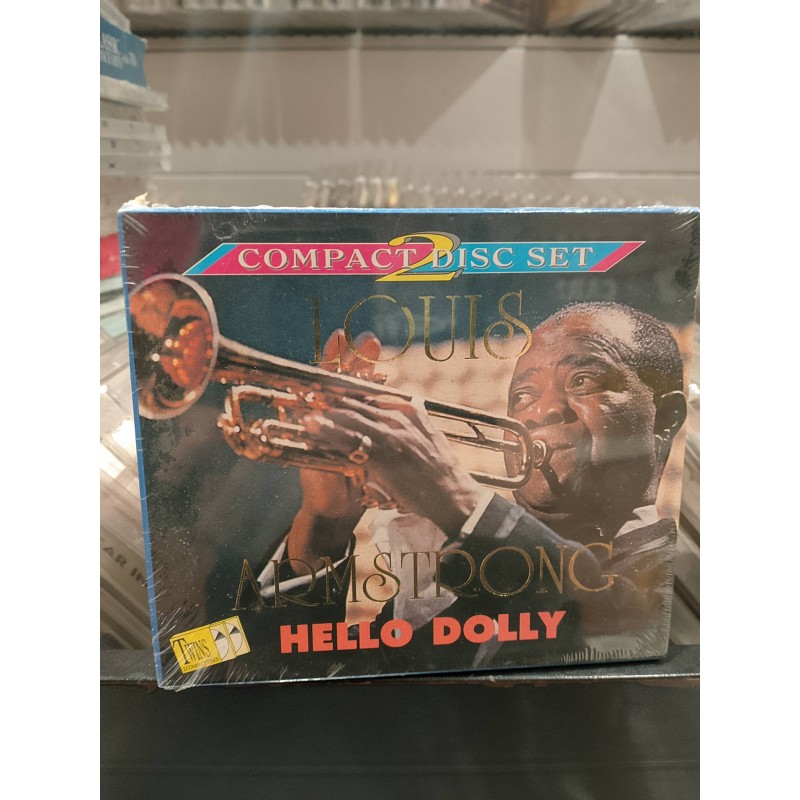 COMPACT 2 DISC SET
LOUIS
ARMSTRONG
HELLO DOLLY
TWINS